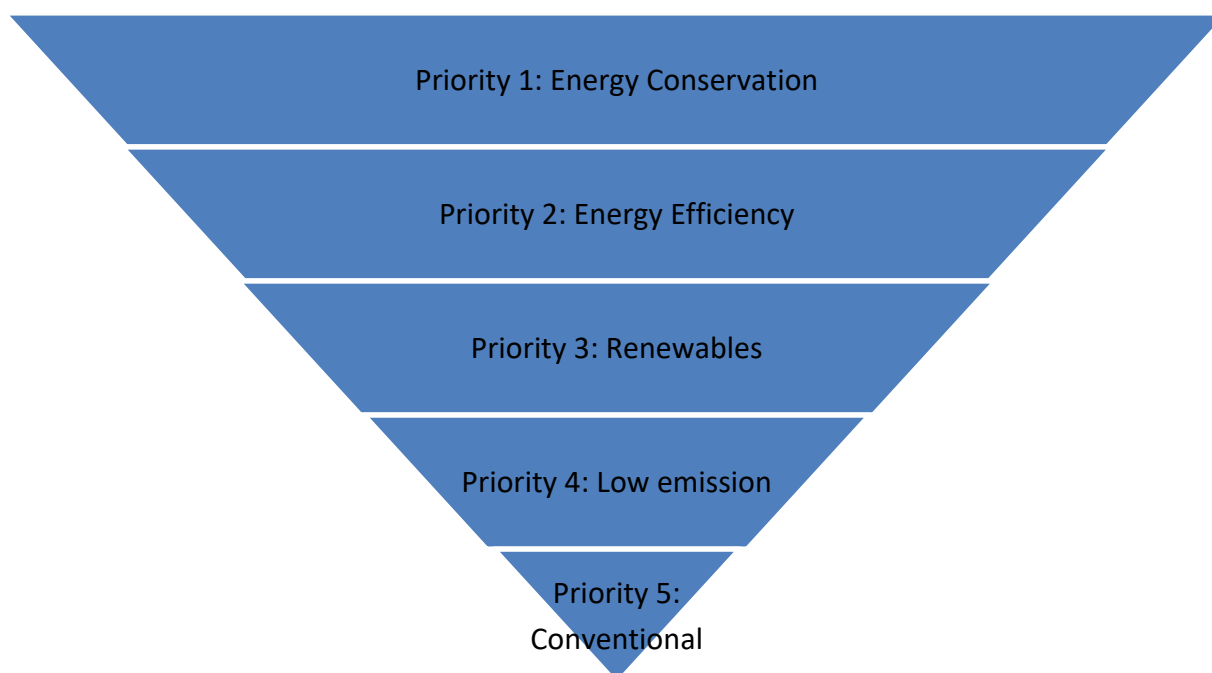 Priority 1: Energy Conservation
Priority 2: Energy Efficiency
Priority 3: Renewables
Priority 4: Low emission
Priority 5:
Conventional